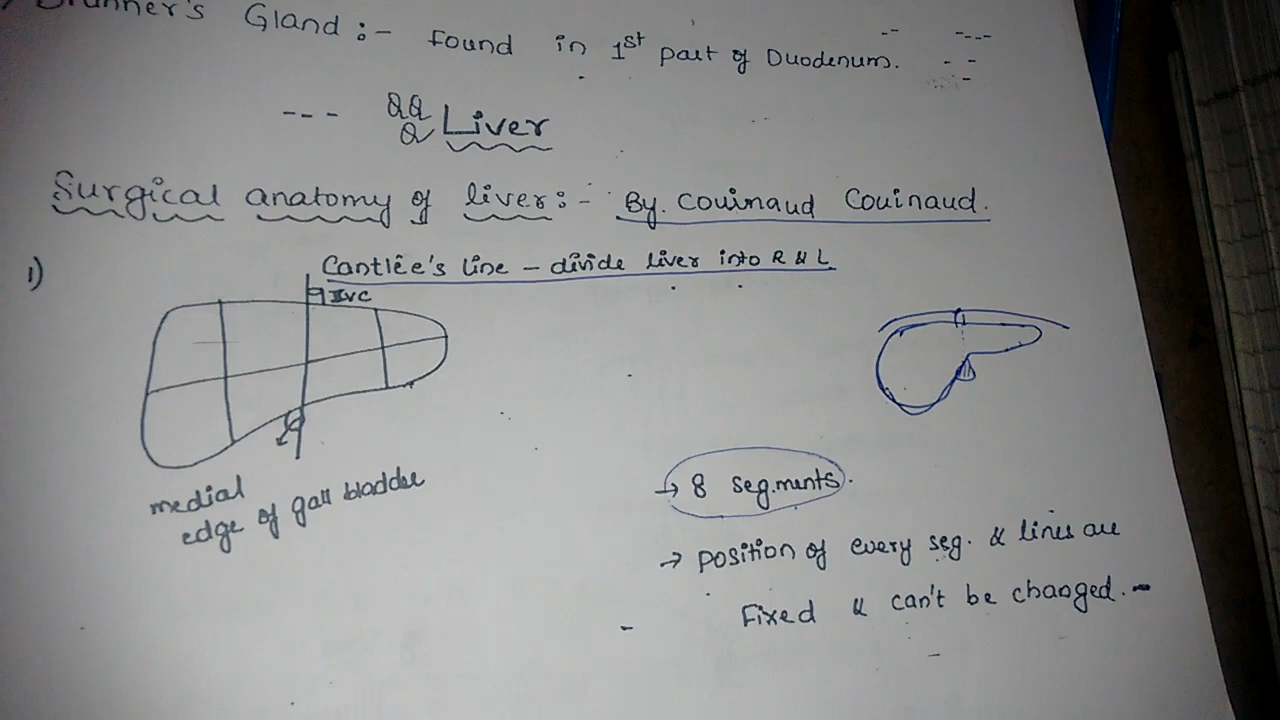 Brunner's Gland :- found in 1st part of Duodenum.
Liver
Surgical anatomy of liver :- By. Couinaud Couinaud.
1) Cantlêe's line - divide liver into R & L
IVC
medial
edge of gall bladder
→ 8 segments.
→ position of every seg. & lines are
Fixed & can't be changed.